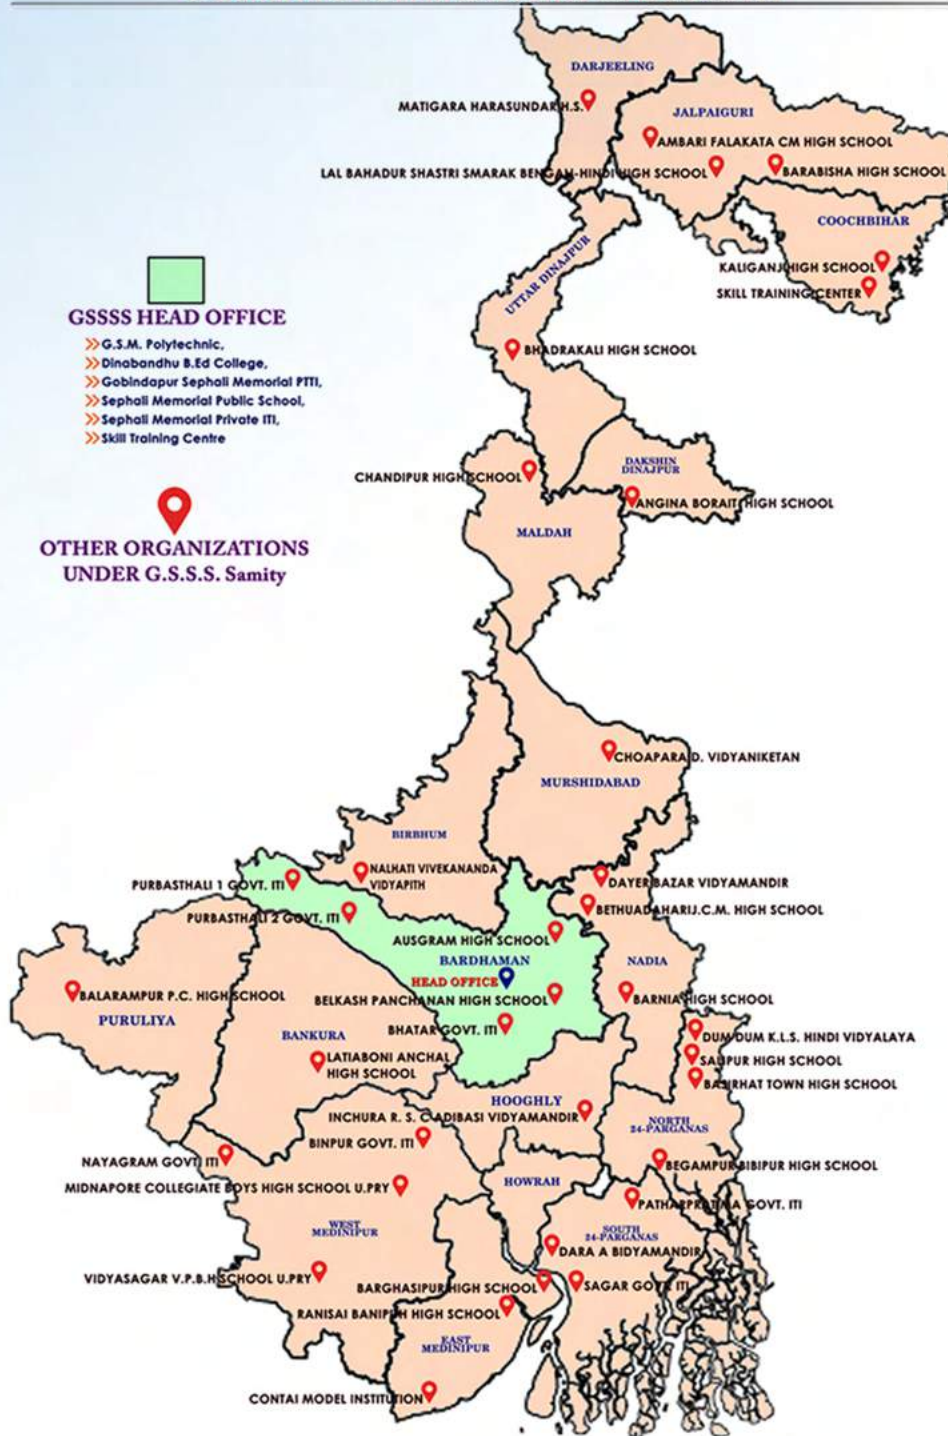 DARJEELING
MATIGARA HARASUNDAR H.S.
JALPAIGURI
AMBARI FALAKATA CM HIGH SCHOOL
LAL BAHADUR SHASTRI SMARAK BENGALI-HINDI HIGH SCHOOL
BARABISHA HIGH SCHOOL
COOCHBIHAR
KALIGANJ HIGH SCHOOL
SKILL TRAINING CENTER
UTTAR DINAJPUR
BHADRAKALI HIGH SCHOOL
GSSSS HEAD OFFICE
G.S.M. Polytechnic,
Dinabandhu B.Ed College,
Gobindapur Sephali Memorial PTTI,
Sephali Memorial Public School,
Sephali Memorial Private ITI,
Skill Training Centre
OTHER ORGANIZATIONS
UNDER G.S.S.S. Samity
DAKSHIN
DINAJPUR
CHANDIPUR HIGH SCHOOL
ANGINA BORAIT HIGH SCHOOL
MALDAH
CHOAPARA D. VIDYANIKETAN
MURSHIDABAD
BIRBHUM
NALHATI VIVEKANANDA
VIDYAPITH
PURBASTHALI 1 GOVT. ITI
DAYER BAZAR VIDYAMANDIR
PURBASTHALI 2 GOVT. ITI
BETHUADAHARI J.C.M. HIGH SCHOOL
AUSGRAM HIGH SCHOOL
BARDHAMAN
HEAD OFFICE
NADIA
BALARAMPUR P.C. HIGH SCHOOL
BELKASH PANCHANAN HIGH SCHOOL
BARNIA HIGH SCHOOL
PURULIYA
BHATAR GOVT. ITI
BANKURA
DUM DUM K.L.S. HINDI VIDYALAYA
LATIABONI ANCHAL
HIGH SCHOOL
SALIPUR HIGH SCHOOL
BASIRHAT TOWN HIGH SCHOOL
HOOGHLY
INCHURA R. S. C ADIBASI VIDYAMANDIR
NORTH
24-PARGANAS
BINPUR GOVT. ITI
NAYAGRAM GOVT ITI
BEGAMPUR BIBIPUR HIGH SCHOOL
MIDNAPORE COLLEGIATE BOYS HIGH SCHOOL U.PRY
HOWRAH
PATHARPRATIMA GOVT. ITI
WEST
MEDINIPUR
SOUTH
24-PARGANAS
DARA A BIDYAMANDIR
VIDYASAGAR V.P.B.H SCHOOL U.PRY
BARGHASIPUR HIGH SCHOOL
SAGAR GOVT. ITI
RANISAI BANIPITH HIGH SCHOOL
EAST
MEDINIPUR
CONTAI MODEL INSTITUTION